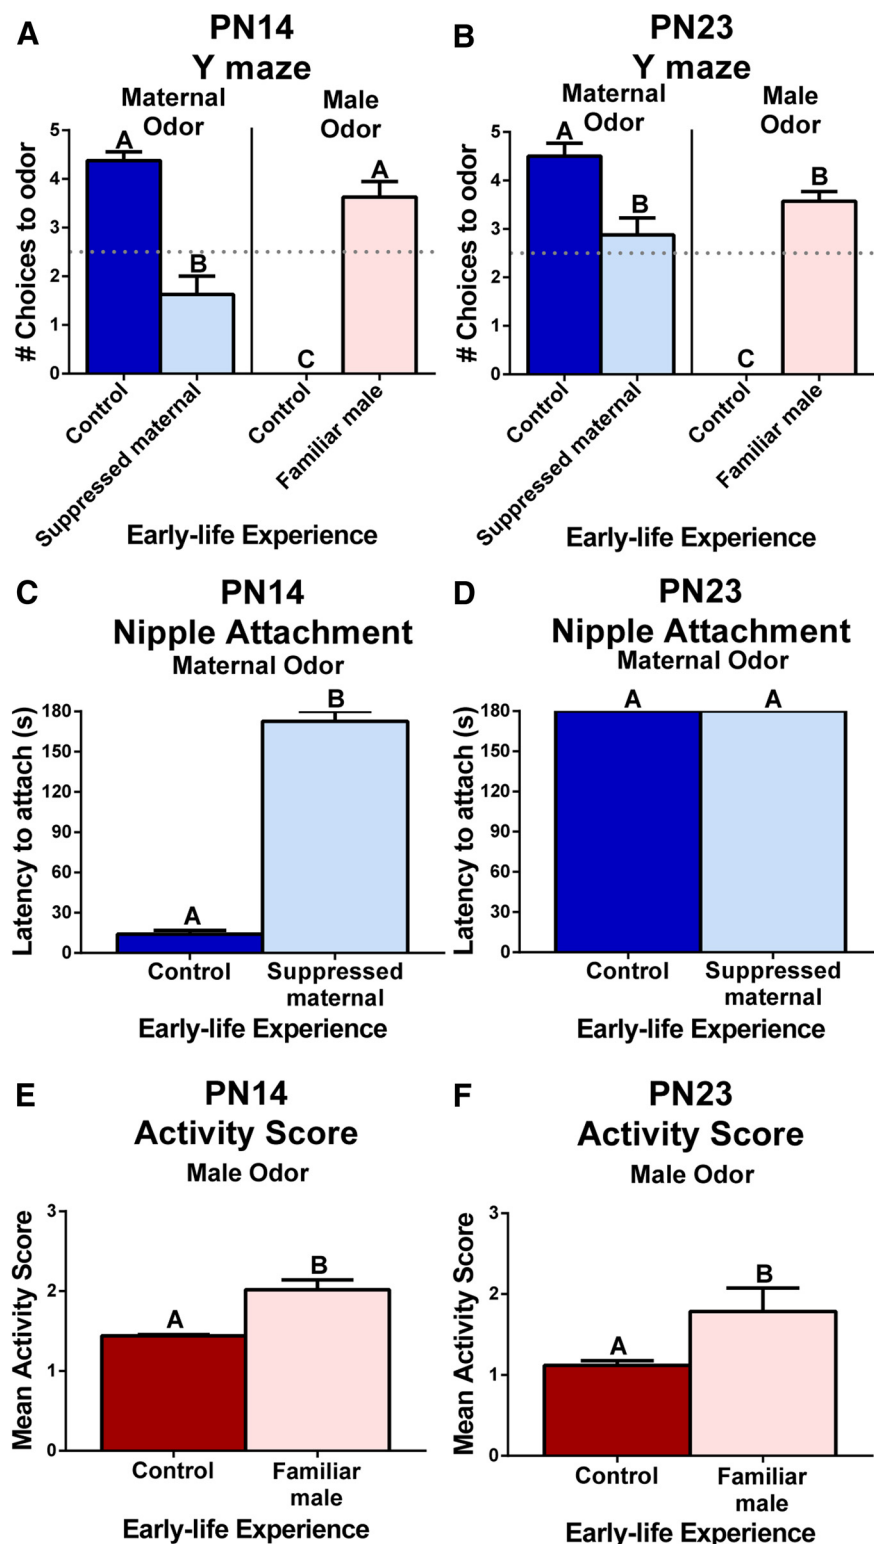 A
PN14
Y maze
Maternal
Odor
Male
Odor
# Choices to odor
5
4
3
2
1
0
A
B
C
A
Control
Suppressed maternal
Control
Familiar male
Early-life Experience
B
PN23
Y maze
Maternal
Odor
Male
Odor
# Choices to odor
5
4
3
2
1
0
A
B
C
B
Control
Suppressed maternal
Control
Familiar male
Early-life Experience
C
PN14
Nipple Attachment
Maternal Odor
Latency to attach (s)
180
150
120
90
60
30
0
A
B
Control
Suppressed
maternal
Early-life Experience
D
PN23
Nipple Attachment
Maternal Odor
Latency to attach (s)
180
150
120
90
60
30
0
A
A
Control
Suppressed
maternal
Early-life Experience
E
PN14
Activity Score
Male Odor
Mean Activity Score
3
2
1
0
A
B
Control
Familiar
male
Early-life Experience
F
PN23
Activity Score
Male Odor
Mean Activity Score
3
2
1
0
A
B
Control
Familiar
male
Early-life Experience